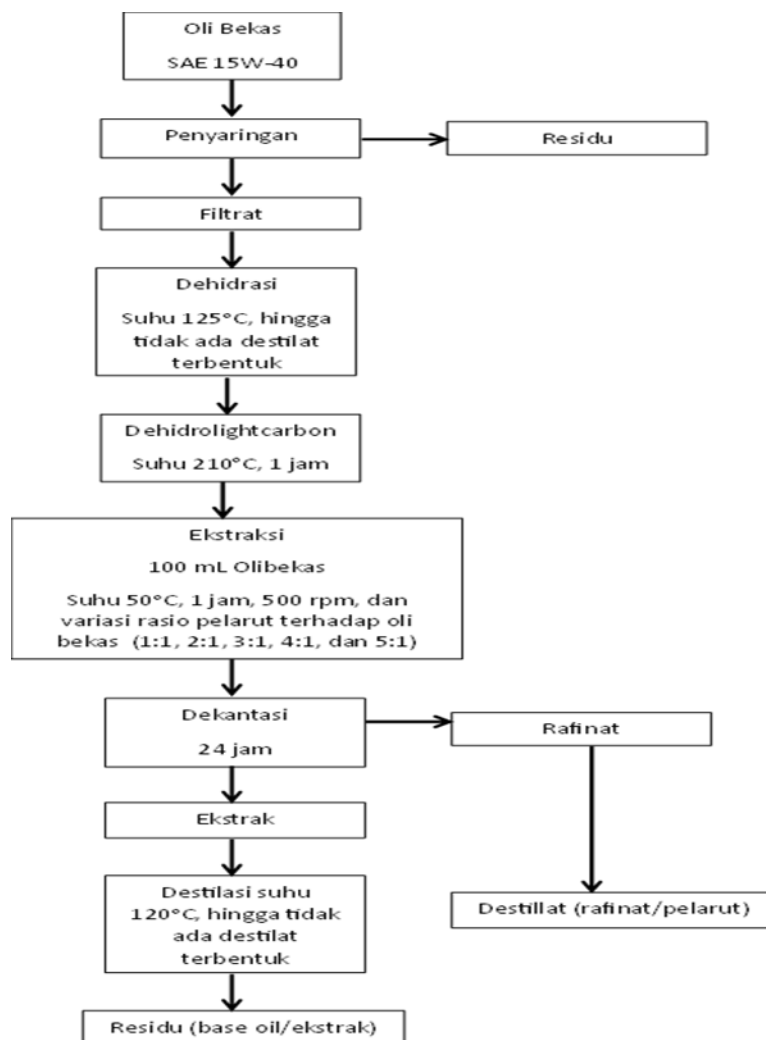 Oli Bekas
SAE 15W-40
Penyaringan
Residu
Filtrat
Dehidrasi
Suhu 125°C, hingga
tidak ada destilat
terbentuk
Dehidrolightcarbon
Suhu 210°C, 1 jam
Ekstraksi
100 mL Olibekas
Suhu 50°C, 1 jam, 500 rpm, dan
variasi rasio pelarut terhadap oli
bekas (1:1, 2:1, 3:1, 4:1, dan 5:1)
Dekantasi
24 jam
Rafinat
Ekstrak
Destilasi suhu
120°C, hingga tidak
ada destilat
terbentuk
Destillat (rafinat/pelarut)
Residu (base oil/ekstrak)